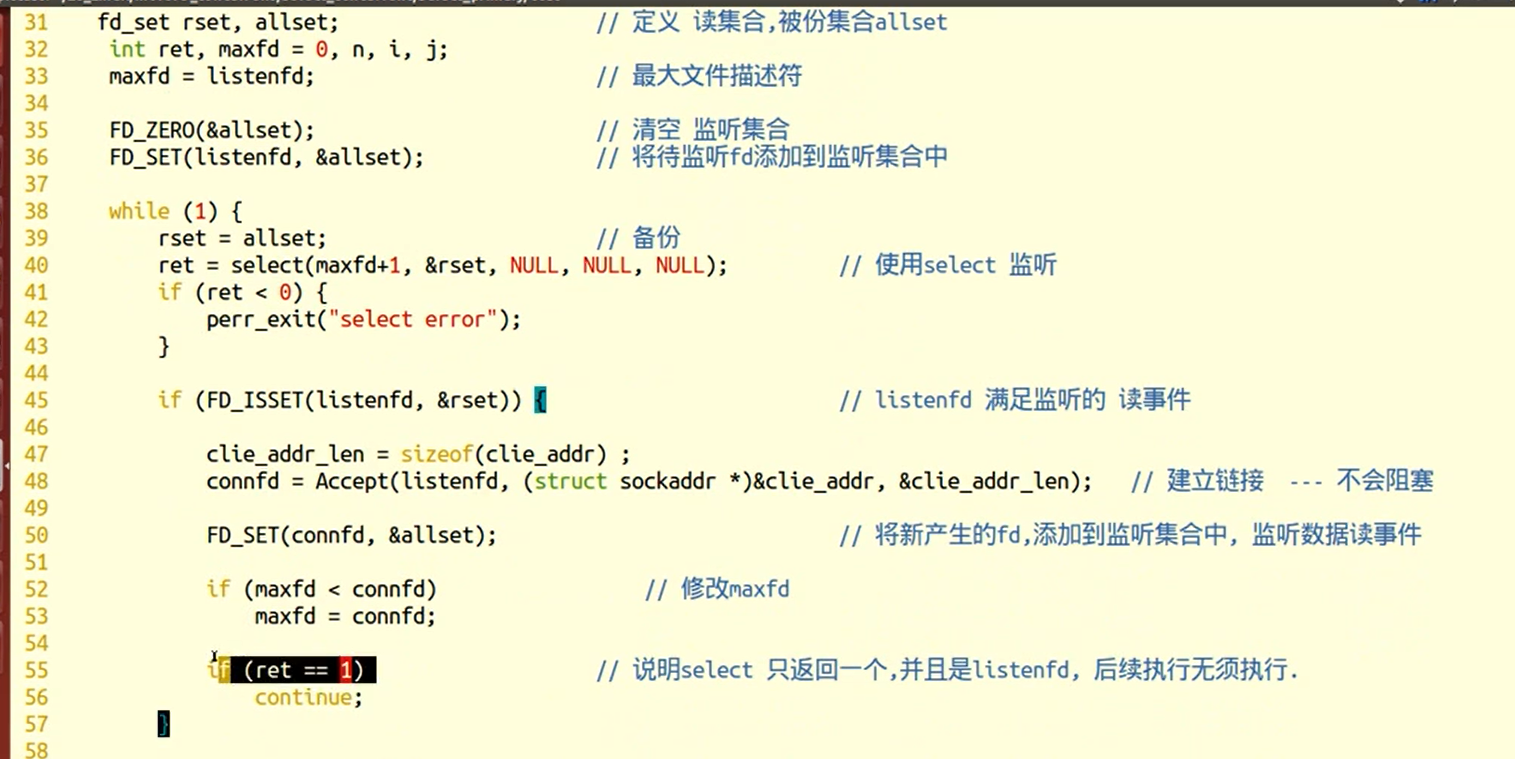 31 fd_set rset, allset; // 定义 读集合,被份集合allset
32 int ret, maxfd = 0, n, i, j;
33 maxfd = listenfd; // 最大文件描述符
34
35 FD_ZERO(&allset); // 清空 监听集合
36 FD_SET(listenfd, &allset); // 将待监听fd添加到监听集合中
37
38 while (1) {
39 rset = allset; // 备份
40 ret = select(maxfd+1, &rset, NULL, NULL, NULL); // 使用select 监听
41 if (ret < 0) {
42 perr_exit("select error");
43 }
44
45 if (FD_ISSET(listenfd, &rset)) { // listenfd 满足监听的 读事件
46
47 clie_addr_len = sizeof(clie_addr) ;
48 connfd = Accept(listenfd, (struct sockaddr *)&clie_addr, &clie_addr_len); // 建立链接 --- 不会阻塞
49
50 FD_SET(connfd, &allset); // 将新产生的fd,添加到监听集合中, 监听数据读事件
51
52 if (maxfd < connfd) // 修改maxfd
53 maxfd = connfd;
54
55 if (ret == 1) // 说明select 只返回一个,并且是listenfd, 后续执行无须执行.
56 continue;
57 }
58